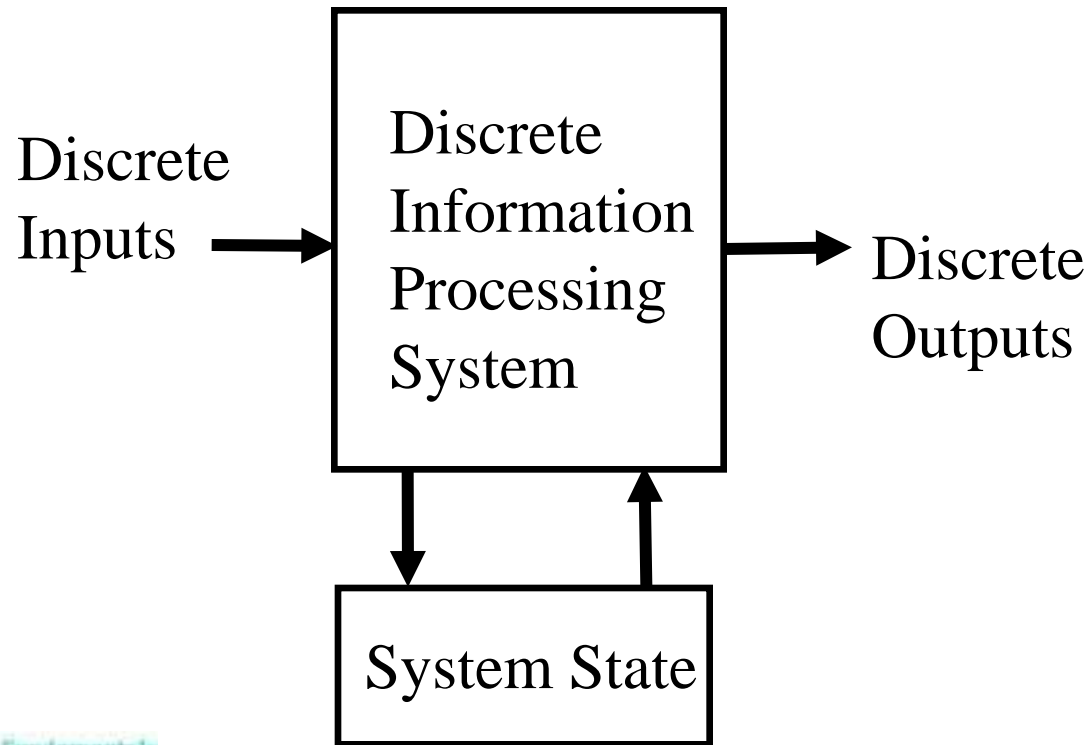 Discrete
Inputs
Discrete
Information
Processing
System
Discrete
Outputs
System State